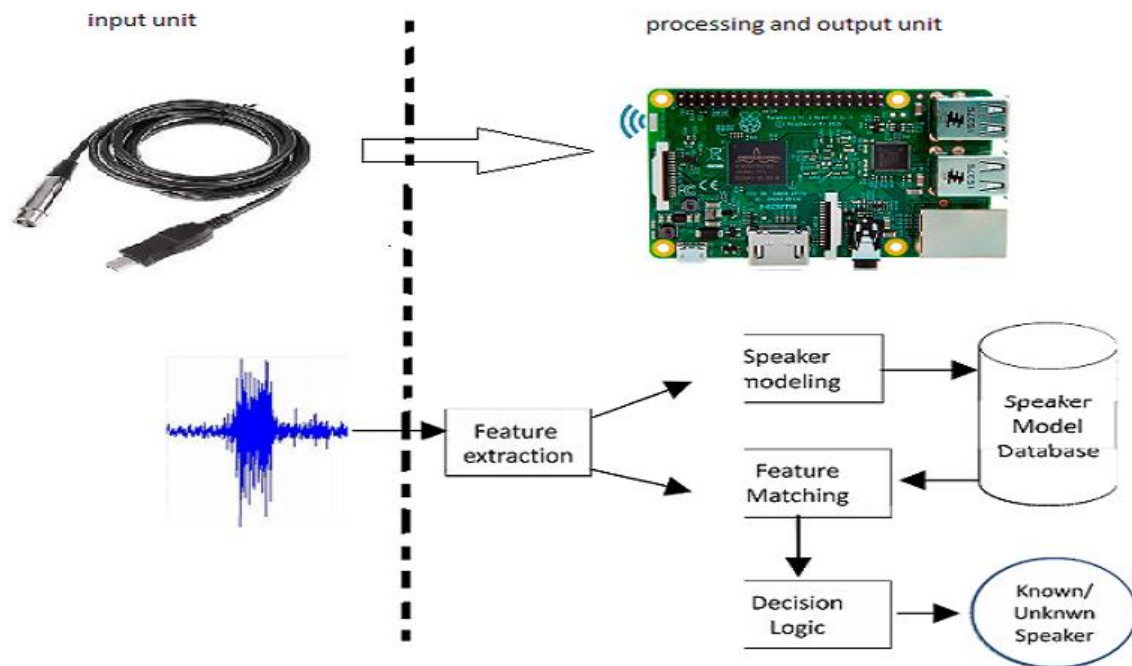 input unit
processing and output unit
HDMI
Speaker
modeling
Speaker
Model
Database
Feature
extraction
Feature
Matching
Decision
Logic
Known/
Unknwn
Speaker